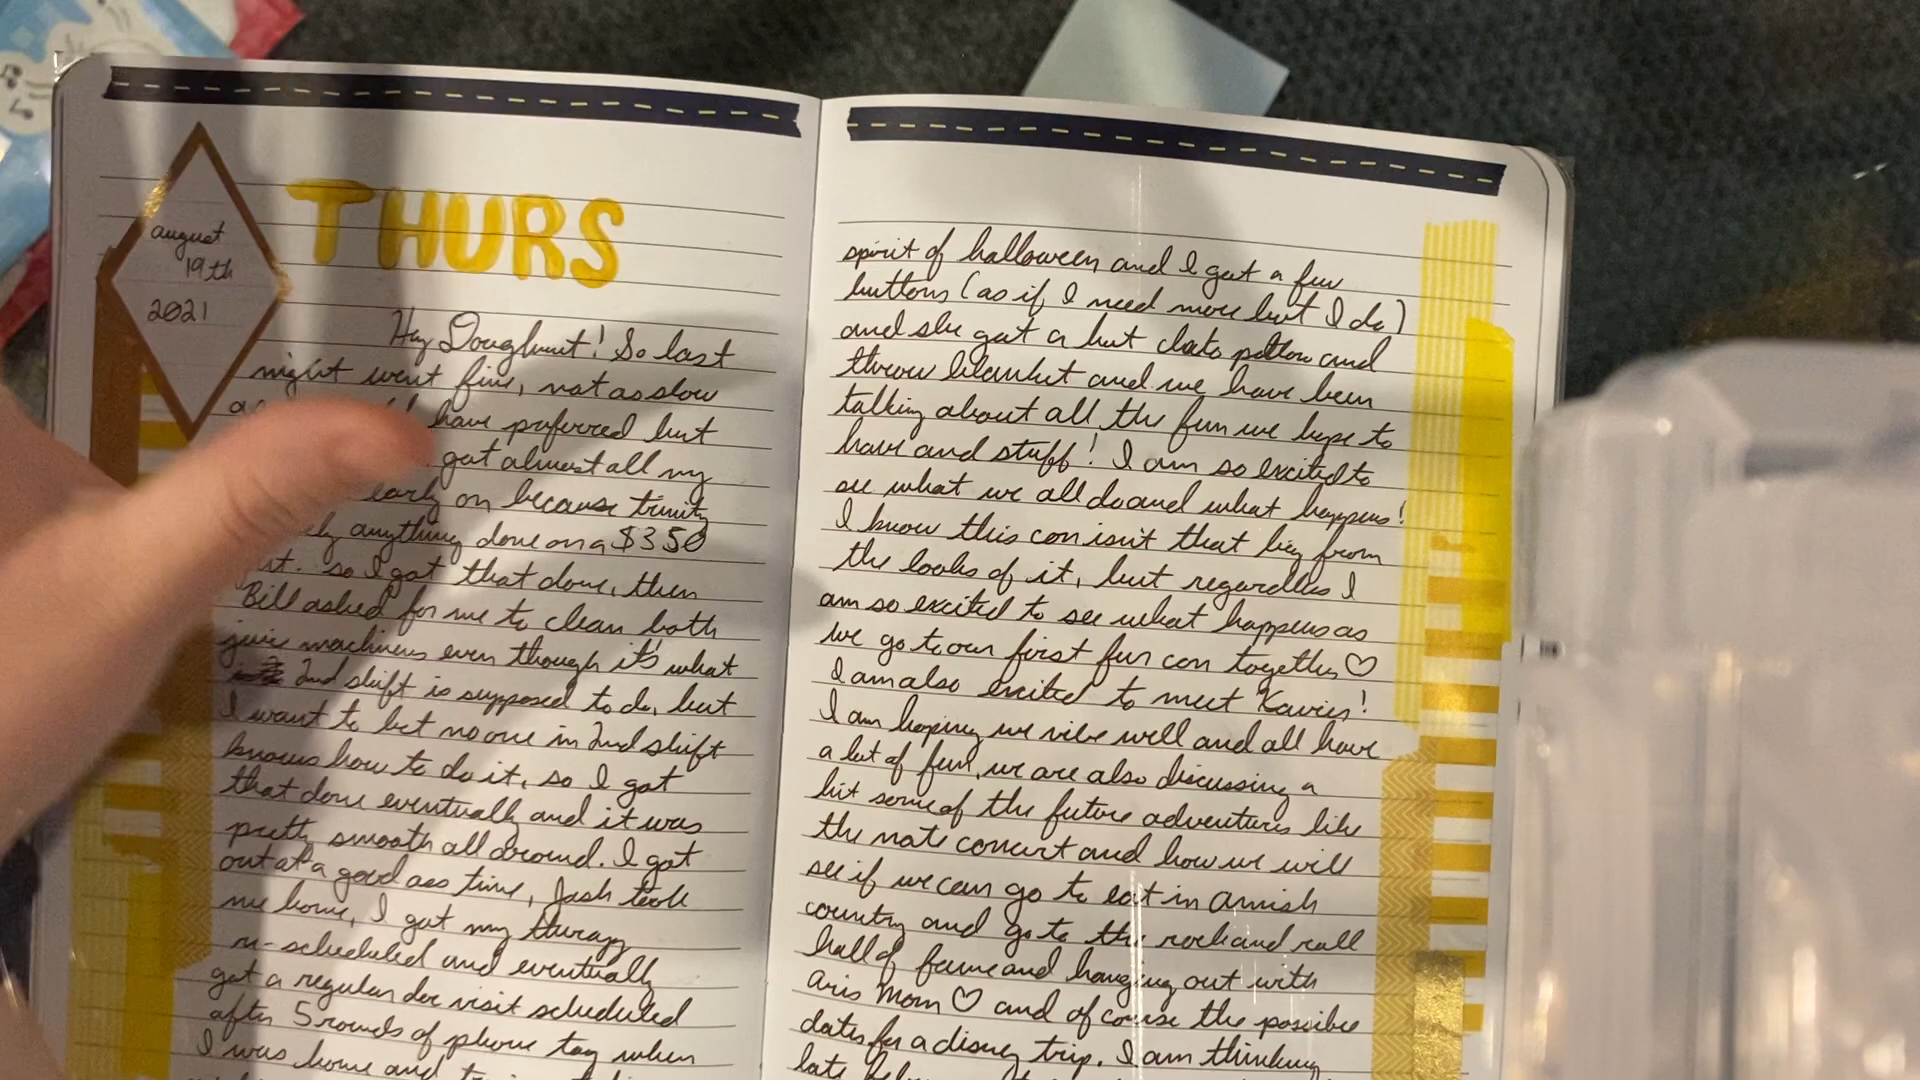 THURS
august
19th
2021
Hey Doughnut! So last
night went fine, not as slow
have preferred but
got almost all my
early on because trinity
anything done on a $350
so I got that done, then
Bill asked for me to clean both
juice machines even though it's what
2nd shift is supposed to do, but
I want to bet no one in 2nd shift
knows how to do it, so I got
that done eventually and it was
pretty smooth all around. I got
out at a good ass time, Josh took
me home, I got my therapy
re-scheduled and eventually
got a regular doc visit scheduled
after 5 rounds of phone tag when
I was home and
spirit of halloween and I got a few
buttons (as if I need more but I do)
and she got a hut pillow and
throw blanket and we have been
talking about all the fun we hope to
have and stuff! I am so excited to
see what we all do and what happens!
I know this con isn't that big from
the looks of it, but regardless I
am so excited to see what happens as
we go to our first fun con together ♡
I am also excited to meet
I am hoping we vibe well and all have
a lot of fun, we are also discussing a
bit some of the future adventures like
the concert and how we will
see if we can go to eat in amish
country and go to the rock and roll
hall of fame and hanging out with
aris mom ♡ and of course the possible
dates for a disney trip. I am thinking
late